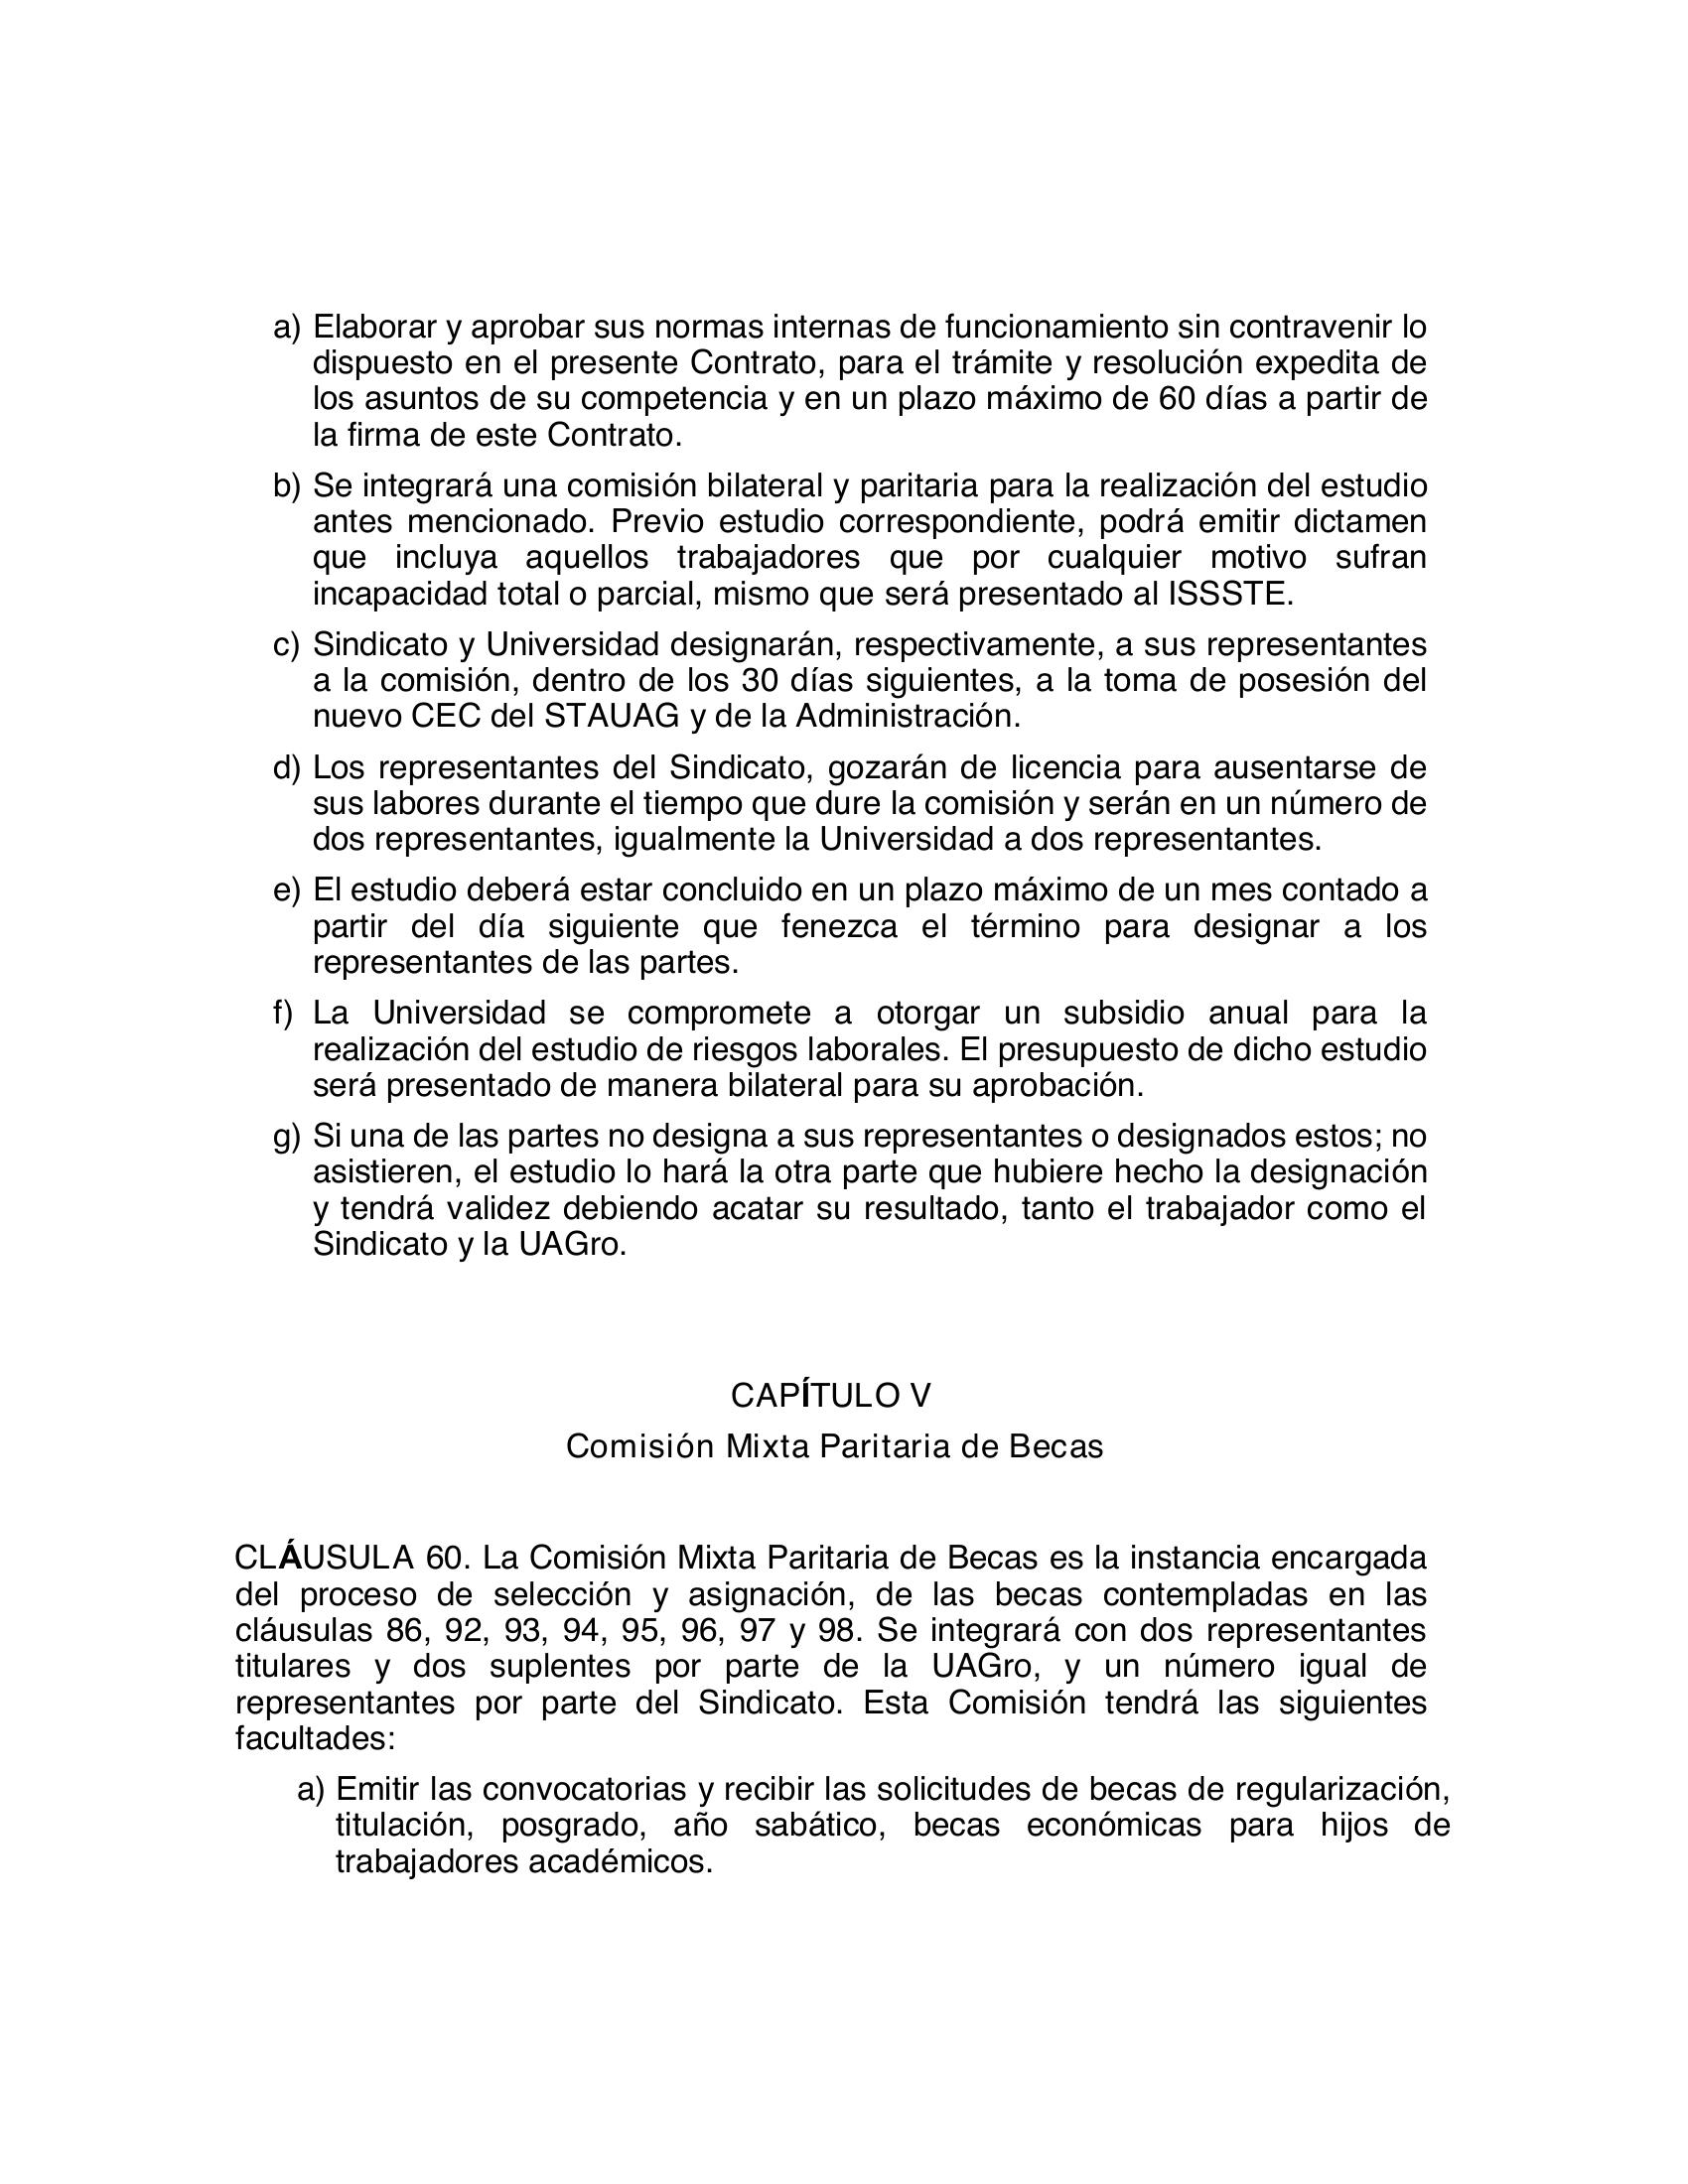 a) Elaborar y aprobar sus normas internas de funcionamiento sin contravenir lo
dispuesto en el presente Contrato, para el trámite y resolución expedita de
los asuntos de su competencia y en un plazo máximo de 60 días a partir de
la firma de este Contrato.
b) Se integrará una comisión bilateral y paritaria para la realización del estudio
antes mencionado. Previo estudio correspondiente, podrá emitir dictamen
que incluya aquellos trabajadores que por cualquier motivo sufran
incapacidad total o parcial, mismo que será presentado al ISSSTE.
c) Sindicato y Universidad designarán, respectivamente, a sus representantes
a la comisión, dentro de los 30 días siguientes, a la toma de posesión del
nuevo CEC del STAUAG y de la Administración.
d) Los representantes del Sindicato, gozarán de licencia para ausentarse de
sus labores durante el tiempo que dure la comisión y serán en un número de
dos representantes, igualmente la Universidad a dos representantes.
e) El estudio deberá estar concluido en un plazo máximo de un mes contado a
partir del día siguiente que fenezca el término para designar a los
representantes de las partes.
f) La Universidad se compromete a otorgar un subsidio anual para la
realización del estudio de riesgos laborales. El presupuesto de dicho estudio
será presentado de manera bilateral para su aprobación.
g) Si una de las partes no designa a sus representantes o designados estos; no
asistieren, el estudio lo hará la otra parte que hubiere hecho la designación
y tendrá validez debiendo acatar su resultado, tanto el trabajador como el
Sindicato y la UAGro.
CAPÍTULO V
Comisión Mixta Paritaria de Becas
CLÁUSULA 60. La Comisión Mixta Paritaria de Becas es la instancia encargada
del proceso de selección y asignación, de las becas contempladas en las
cláusulas 86, 92, 93, 94, 95, 96, 97 y 98. Se integrará con dos representantes
titulares y dos suplentes por parte de la UAGro, y un número igual de
representantes por parte del Sindicato. Esta Comisión tendrá las siguientes
facultades:
a) Emitir las convocatorias y recibir las solicitudes de becas de regularización,
titulación, posgrado, año sabático, becas económicas para hijos de
trabajadores académicos.